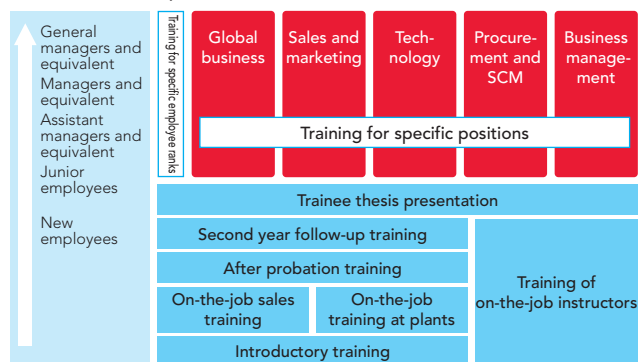 General
managers and
equivalent
Managers and
equivalent
Assistant
managers and
equivalent
Junior
employees
New
employees
Training for specific employee ranks
Global
business
Sales and
marketing
Tech-
nology
Procure-
ment and
SCM
Business
manage-
ment
Training for specific positions
Trainee thesis presentation
Second year follow-up training
After probation training
On-the-job sales
training
On-the-job
training at plants
Introductory training
Training of
on-the-job instructors